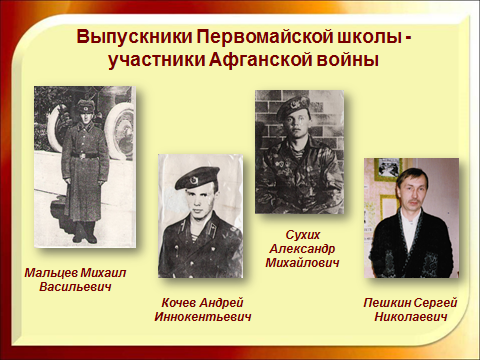 Выпускники Первомайской школы -
участники Афганской войны
Мальцев Михаил
Васильевич
Кочев Андрей
Иннокентьевич
Сухих
Александр
Михайлович
Пешкин Сергей
Николаевич